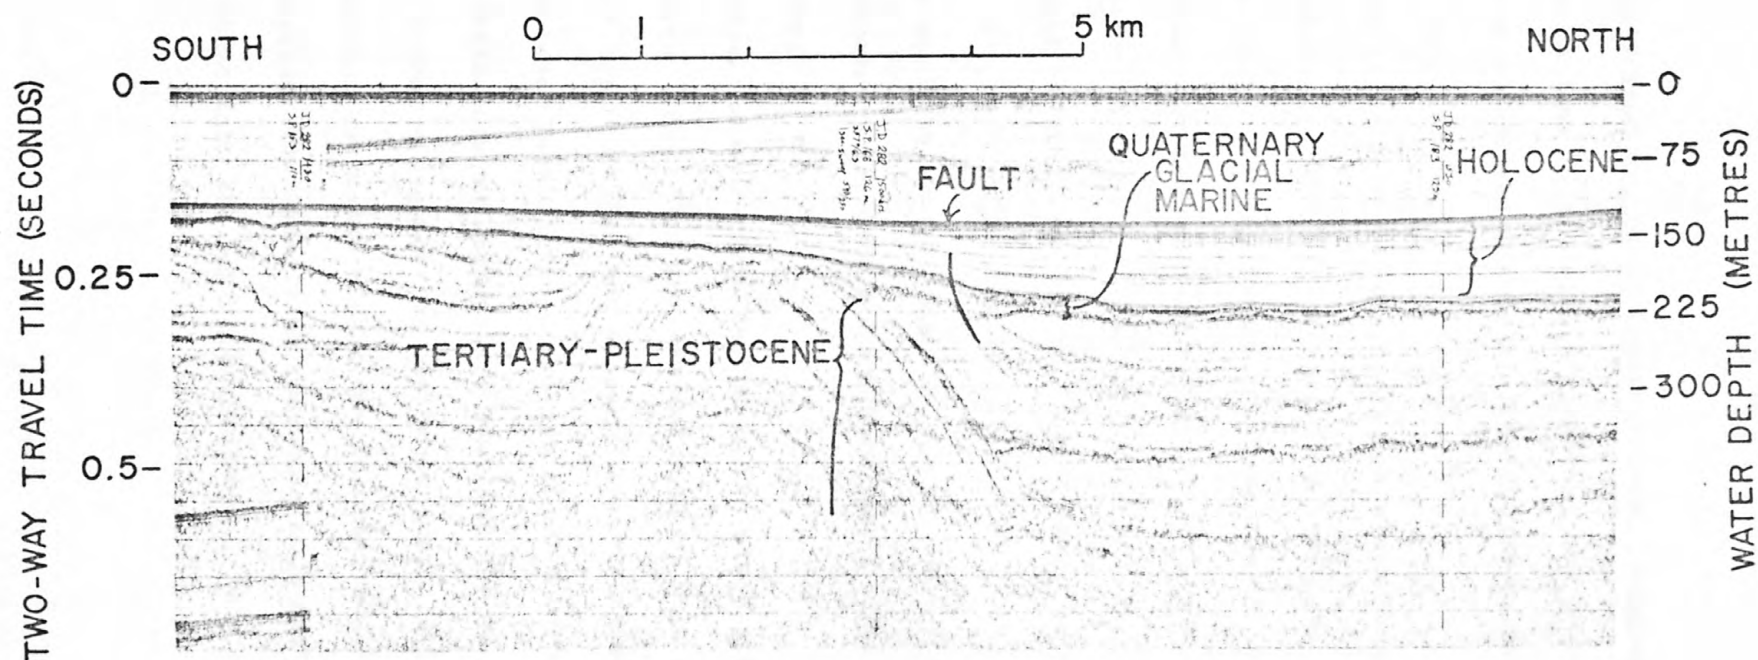 0 1 5 km
SOUTH NORTH
0 0
QUATERNARY
GLACIAL
MARINE
HOLOCENE 75
FAULT
150
0.25
225
TERTIARY-PLEISTOCENE
300
0.5
TWO-WAY TRAVEL TIME (SECONDS)
WATER DEPTH (METRES)